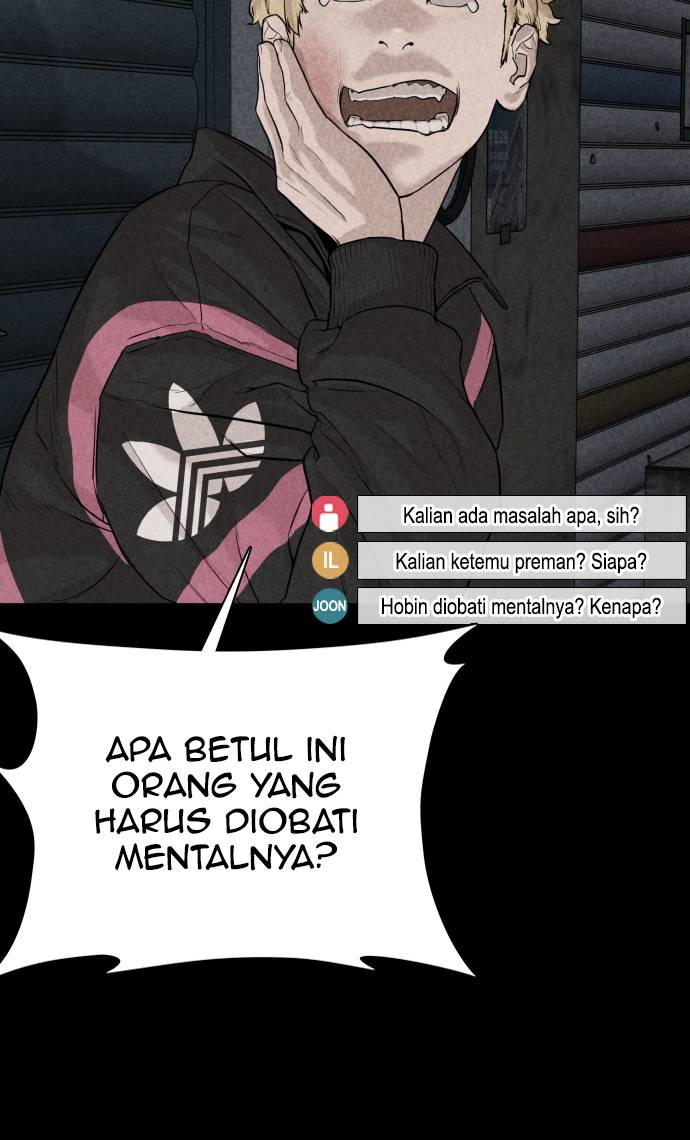 Kalian ada masalah apa, sih?
IL
Kalian ketemu preman? Siapa?
JOON
Hobin diobati mentalnya? Kenapa?
APA BETUL INI
ORANG YANG
HARUS DIOBATI
MENTALNYA?